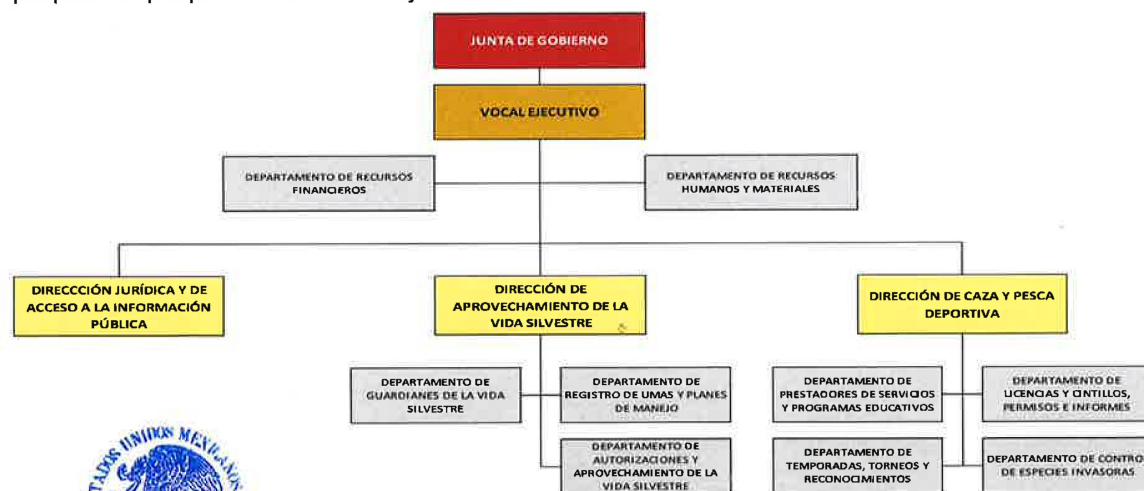 JUNTA DE GOBIERNO
VOCAL EJECUTIVO
DEPARTAMENTO DE RECURSOS
FINANCIEROS
DEPARTAMENTO DE RECURSOS
HUMANOS Y MATERIALES
DIRECCCIÓN JURÍDICA Y DE
ACCESO A LA INFORMACIÓN
PÚBLICA
DIRECCIÓN DE
APROVECHAMIENTO DE LA
VIDA SILVESTRE
DIRECCIÓN DE CAZA Y PESCA
DEPORTIVA
DEPARTAMENTO DE
GUARDIANES DE LA VIDA
SILVESTRE
DEPARTAMENTO DE
REGISTRO DE UMAS Y PLANES
DE MANEJO
DEPARTAMENTO DE
PRESTADORES DE SERVICIOS
Y PROGRAMAS EDUCATIVOS
DEPARTAMENTO DE
LICENCIAS Y CINTILLOS,
PERMISOS E INFORMES
DEPARTAMENTO DE
AUTORIZACIONES Y
APROVECHAMIENTO DE LA
VIDA SILVESTRE
DEPARTAMENTO DE
TEMPORADAS, TORNEOS Y
RECONOCIMIENTOS
DEPARTAMENTO DE CONTRO
DE ESPECIES INVASORAS
UNIDOS MEXICANOS